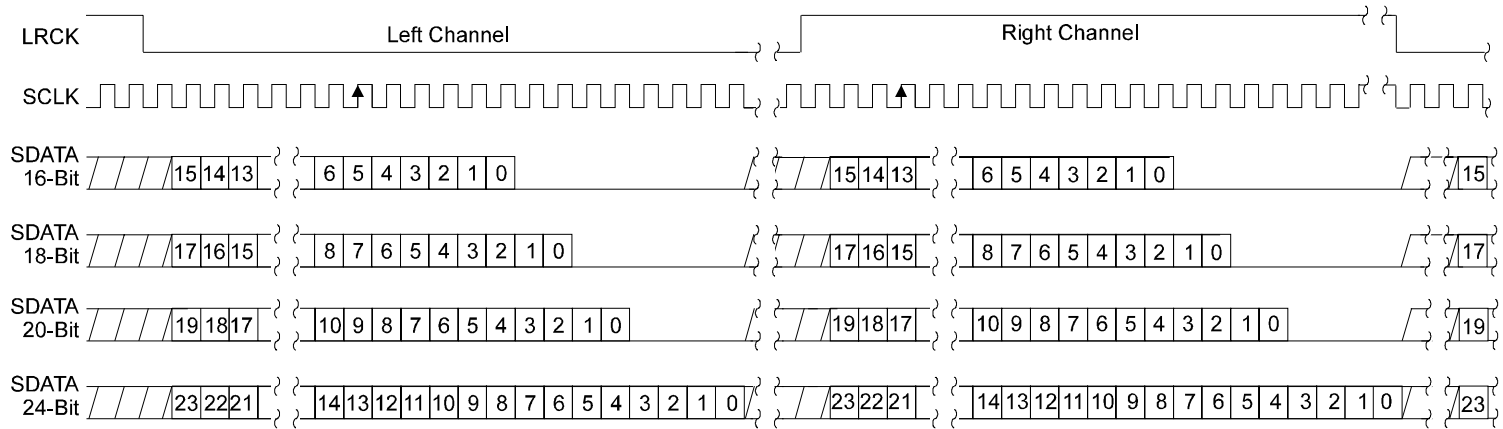 LRCK Left Channel Right Channel
SCLK
SDATA 16-Bit 15 14 13 6 5 4 3 2 1 0 15 14 13 6 5 4 3 2 1 0 15
SDATA 18-Bit 17 16 15 8 7 6 5 4 3 2 1 0 17 16 15 8 7 6 5 4 3 2 1 0 17
SDATA 20-Bit 19 18 17 10 9 8 7 6 5 4 3 2 1 0 19 18 17 10 9 8 7 6 5 4 3 2 1 0 19
SDATA 24-Bit 23 22 21 14 13 12 11 10 9 8 7 6 5 4 3 2 1 0 23 22 21 14 13 12 11 10 9 8 7 6 5 4 3 2 1 0 23